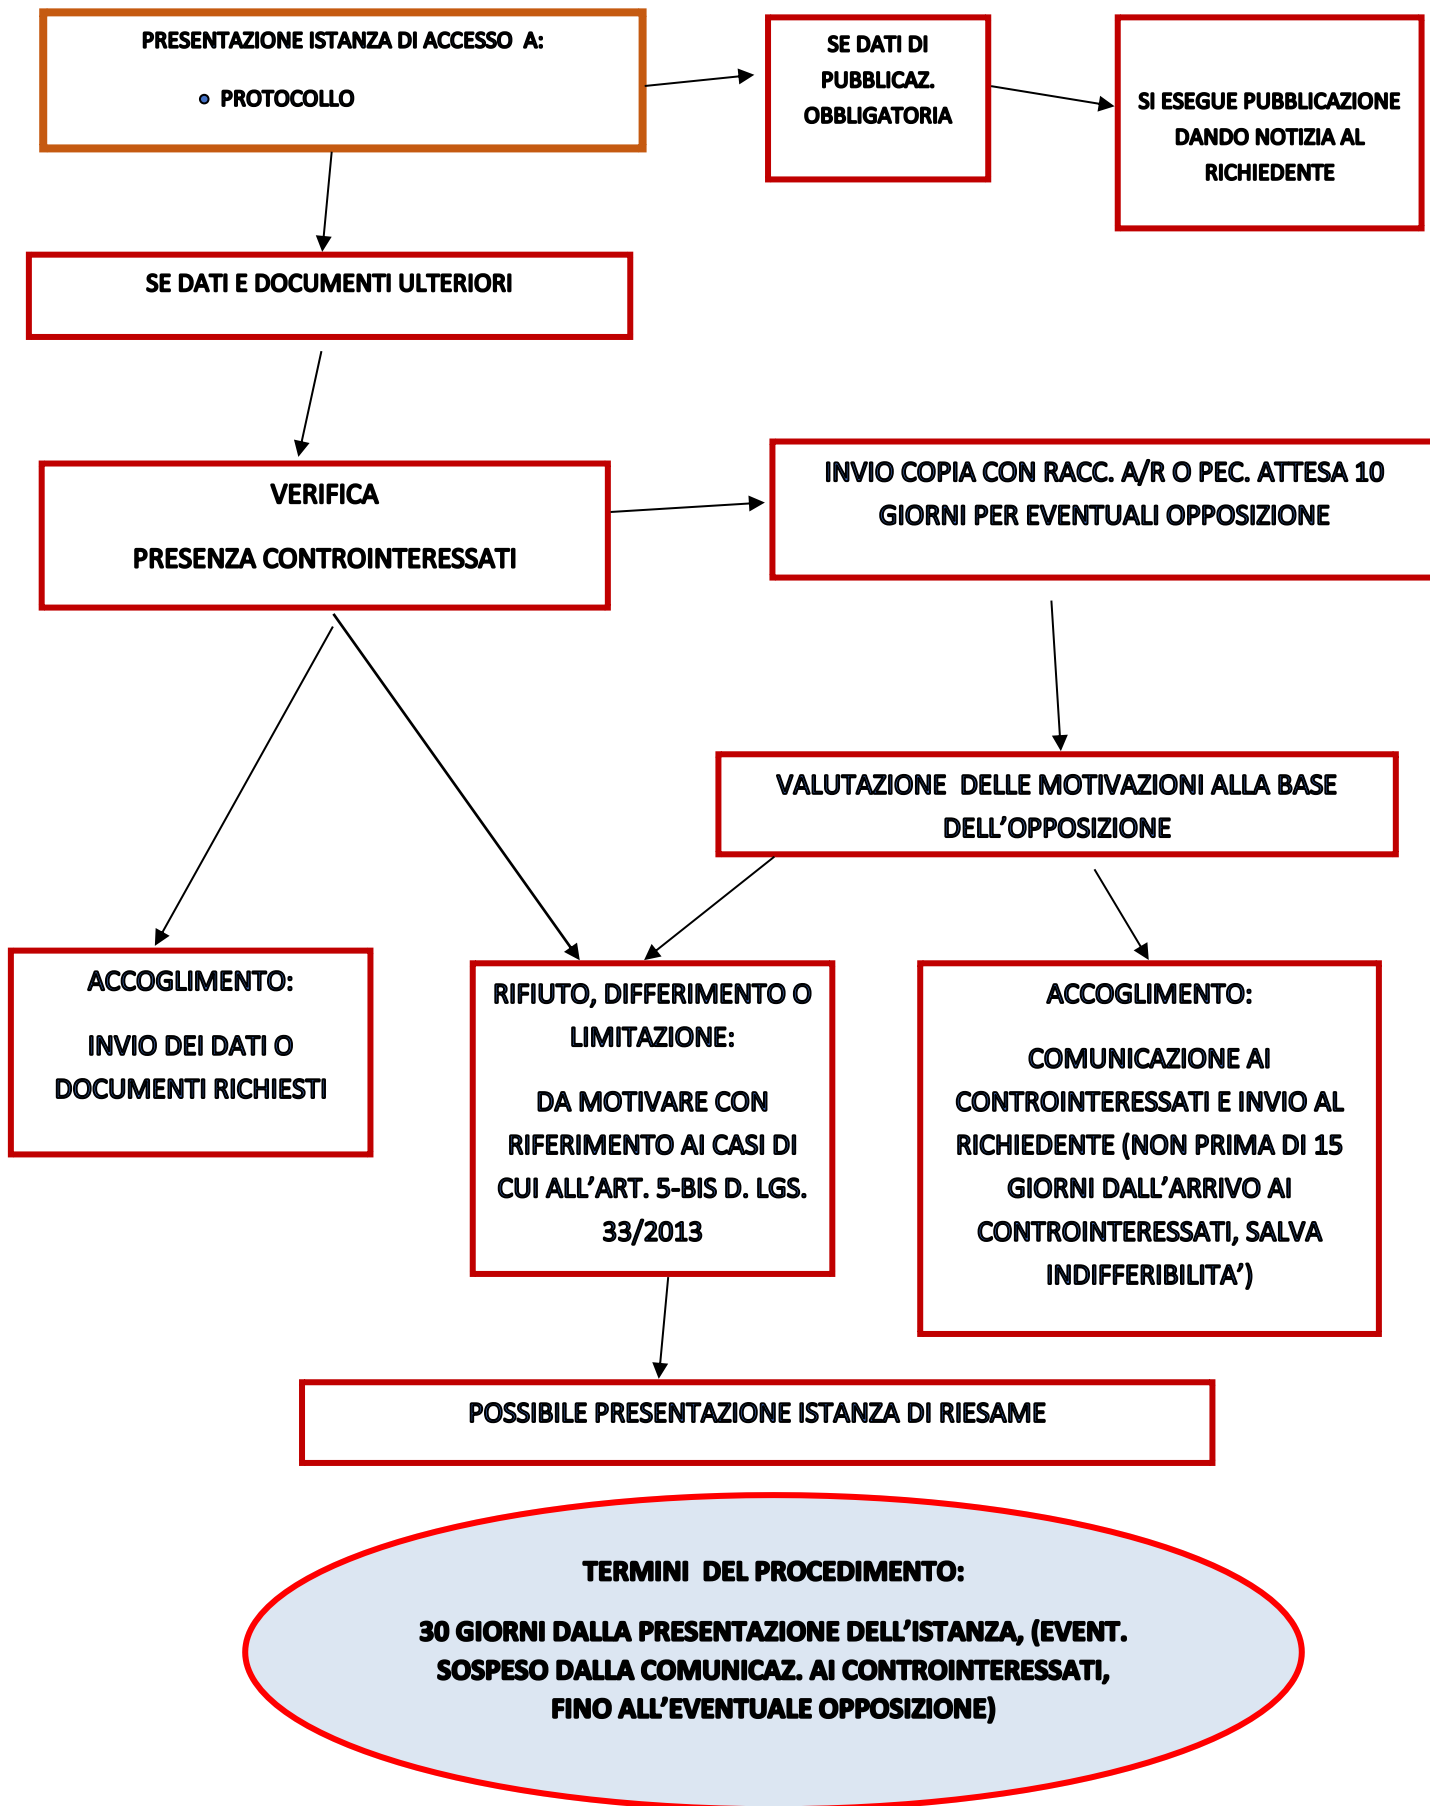 PRESENTAZIONE ISTANZA DI ACCESSO  A:
PROTOCOLLO
SE DATI DI
PUBBLICAZ.
OBBLIGATORIA
SI ESEGUE PUBBLICAZIONE
DANDO NOTIZIA AL
RICHIEDENTE
SE DATI E DOCUMENTI ULTERIORI
VERIFICA
PRESENZA CONTROINTERESSATI
INVIO COPIA CON RACC. A/R O PEC. ATTESA 10
GIORNI PER EVENTUALI OPPOSIZIONE
VALUTAZIONE  DELLE MOTIVAZIONI ALLA BASE
DELL’OPPOSIZIONE
ACCOGLIMENTO:
INVIO DEI DATI O
DOCUMENTI RICHIESTI
RIFIUTO, DIFFERIMENTO O
LIMITAZIONE:
DA MOTIVARE CON
RIFERIMENTO AI CASI DI
CUI ALL’ART. 5-BIS D. LGS.
33/2013
ACCOGLIMENTO:
COMUNICAZIONE AI
CONTROINTERESSATI E INVIO AL
RICHIEDENTE (NON PRIMA DI 15
GIORNI DALL’ARRIVO AI
CONTROINTERESSATI, SALVA
INDIFFERIBILITA’)
POSSIBILE PRESENTAZIONE ISTANZA DI RIESAME
TERMINI  DEL PROCEDIMENTO:
30 GIORNI DALLA PRESENTAZIONE DELL’ISTANZA, (EVENT.
SOSPESO DALLA COMUNICAZ. AI CONTROINTERESSATI,
FINO ALL’EVENTUALE OPPOSIZIONE)